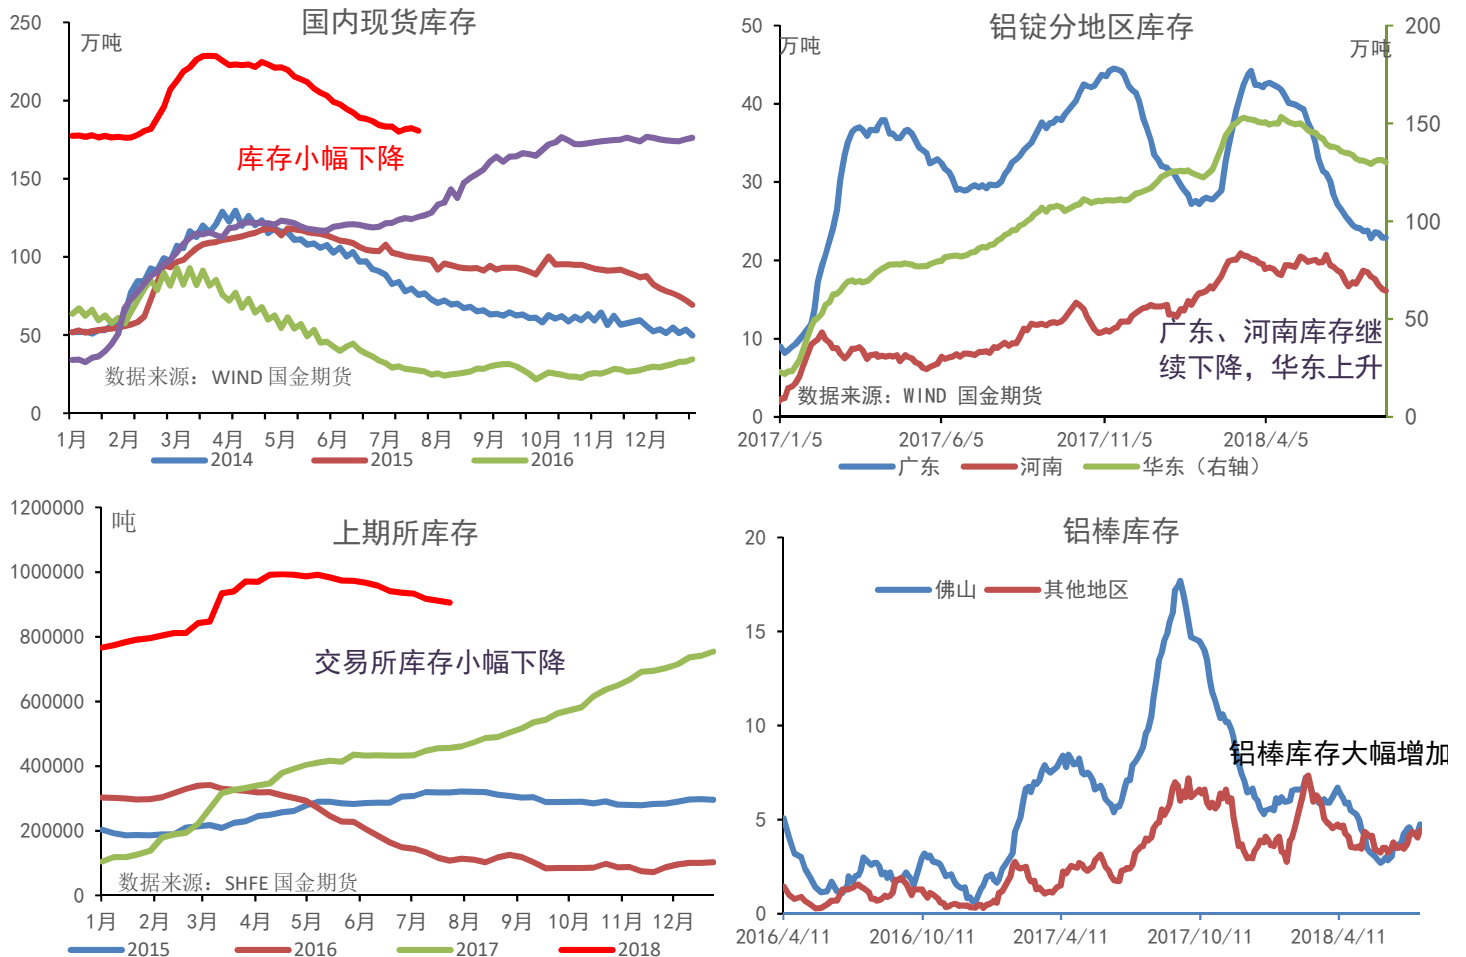 国内现货库存
万吨
250
200
150
100
50
0
库存小幅下降
数据来源：WIND 国金期货
1月 2月 3月 4月 5月 6月 7月 8月 9月 10月 11月 12月
2014 2015 2016
铝锭分地区库存
万吨 万吨
50
40
30
20
10
0
200
150
100
50
0
广东、河南库存继
续下降，华东上升
数据来源：WIND 国金期货
2017/1/5 2017/6/5 2017/11/5 2018/4/5
广东 河南 华东（右轴）
上期所库存
吨
1200000
1000000
800000
600000
400000
200000
0
交易所库存小幅下降
数据来源：SHFE 国金期货
1月 2月 3月 4月 5月 6月 7月 8月 9月 10月 11月 12月
2015 2016 2017 2018
铝棒库存
20
15
10
5
0
佛山 其他地区
铝棒库存大幅增加
2016/4/11 2016/10/11 2017/4/11 2017/10/11 2018/4/11